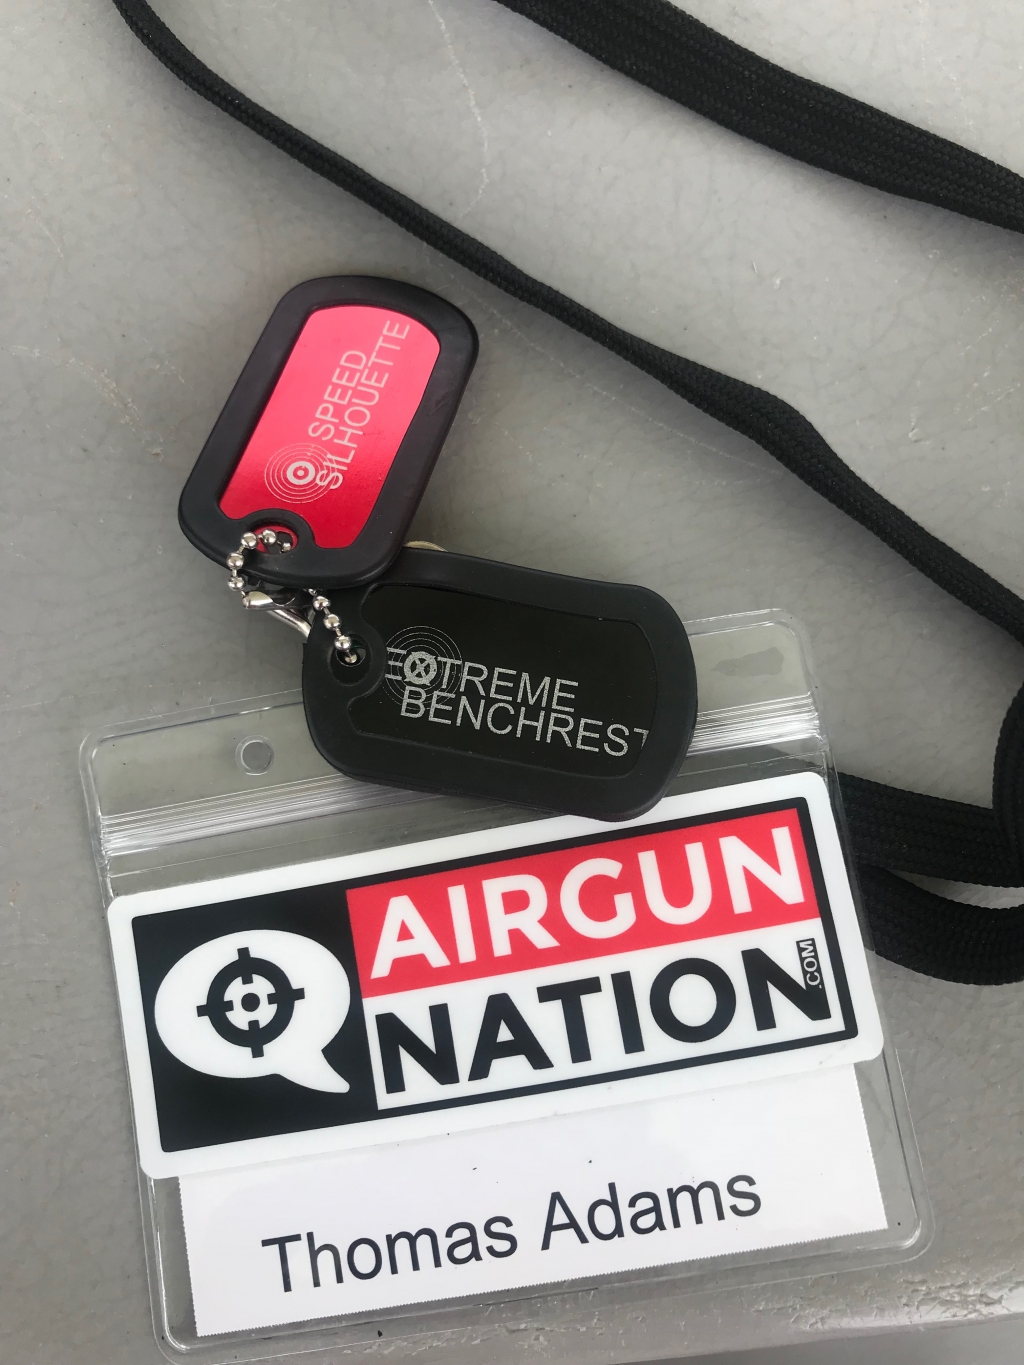 SPEED
SILHOUETTE
EXTREME
BENCHREST
AIRGUN
NATION
.COM
Thomas Adams